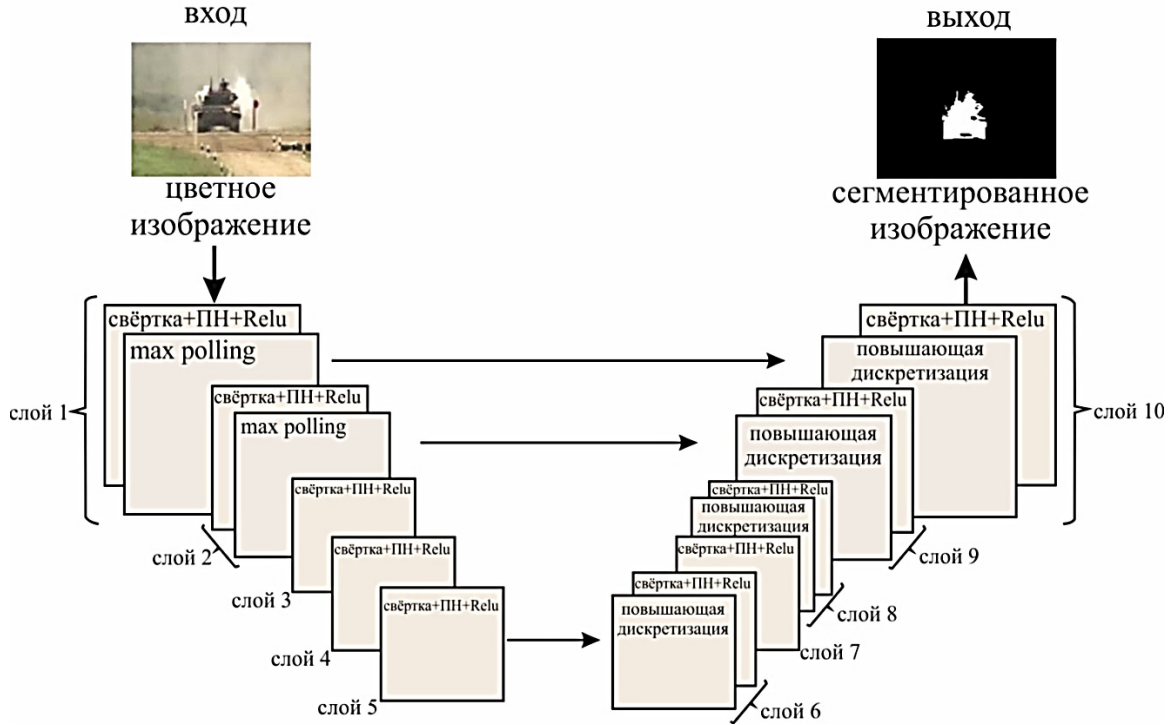 вход
цветное
изображение
свёртка+ПН+Relu
max polling
слой 1
свёртка+ПН+Relu
max polling
слой 2
свёртка+ПН+Relu
слой 3
свёртка+ПН+Relu
слой 4
свёртка+ПН+Relu
слой 5
выход
сегментированное
изображение
свёртка+ПН+Relu
повышающая
дискретизация
слой 10
свёртка+ПН+Relu
повышающая
дискретизация
слой 9
свёртка+ПН+Relu
повышающая
дискретизация
слой 8
свёртка+ПН+Relu
слой 7
свёртка+ПН+Relu
повышающая
дискретизация
слой 6